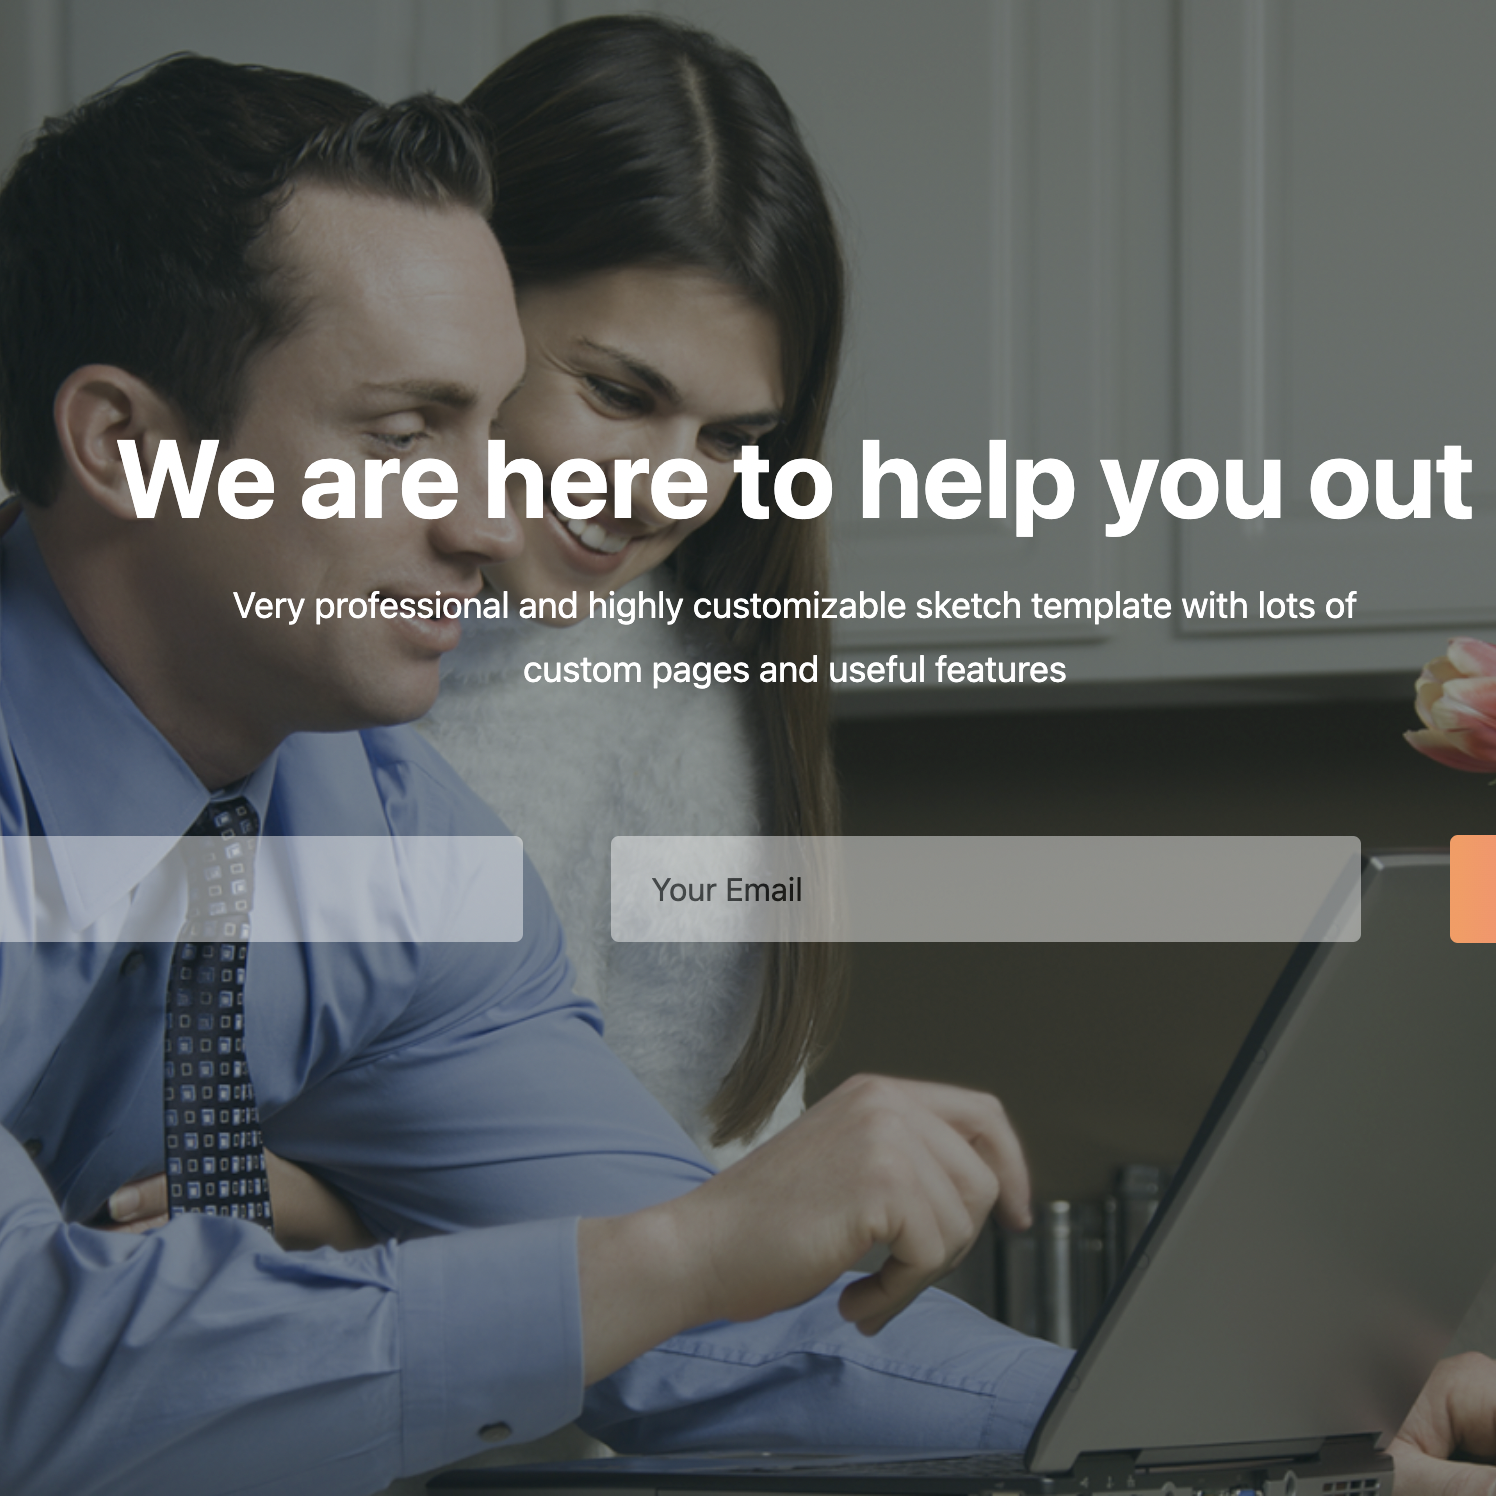 We are here to help you out
Very professional and highly customizable sketch template with lots of
custom pages and useful features
Your Email